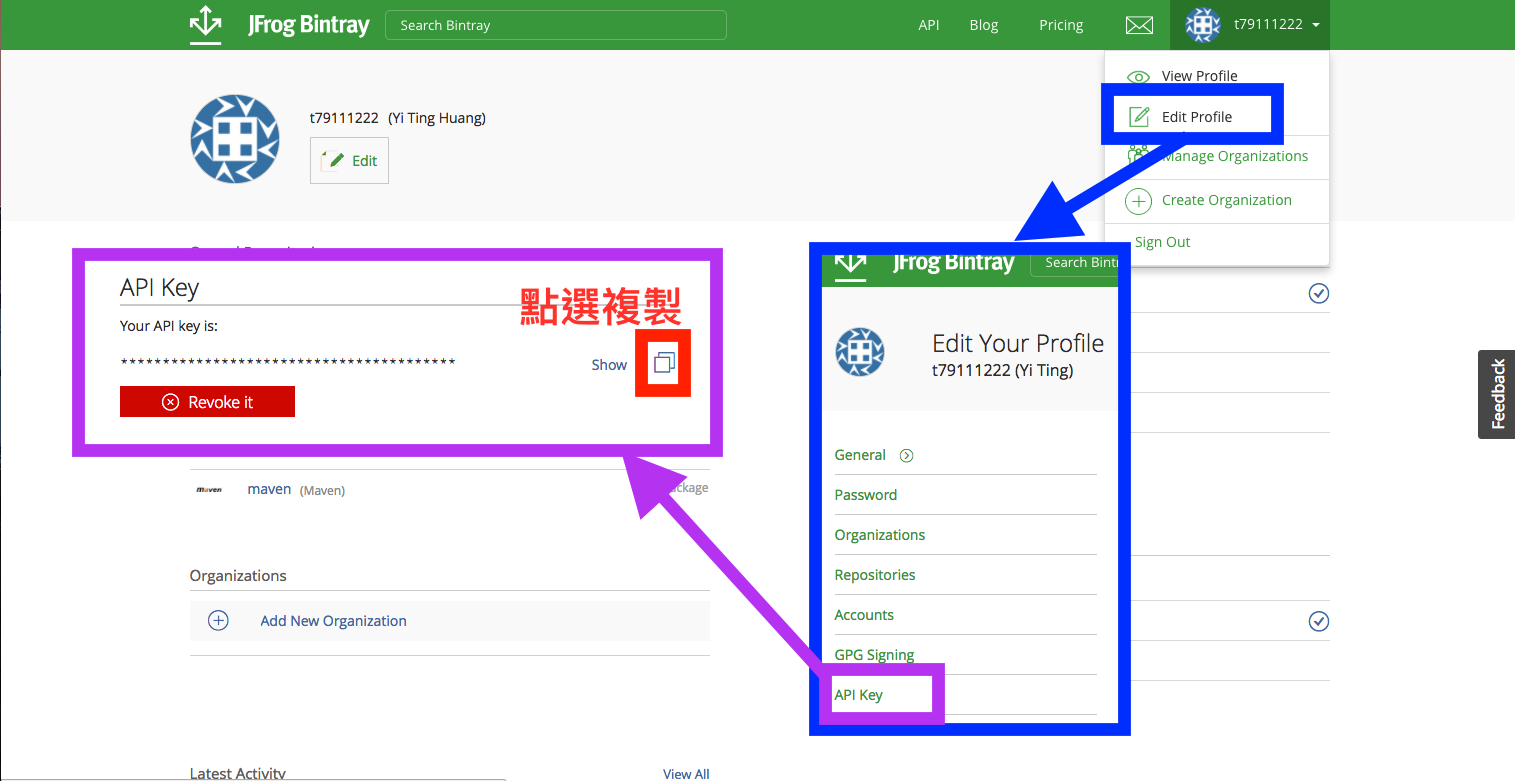 JFrog Bintray
Search Bintray
API
Blog
Pricing
t79111222
View Profile
Edit Profile
Manage Organizations
Create Organization
Sign Out
t79111222 (Yi Ting Huang)
Edit
API Key
點選複製
Your API key is:
****************************************
Show
Revoke it
JFrog Bintray
Search Bint
Edit Your Profile
t79111222 (Yi Ting)
General
Password
Organizations
Repositories
Accounts
GPG Signing
API Key
Feedback
maven
maven (Maven)
ackage
Organizations
Add New Organization
Latest Activity
View All